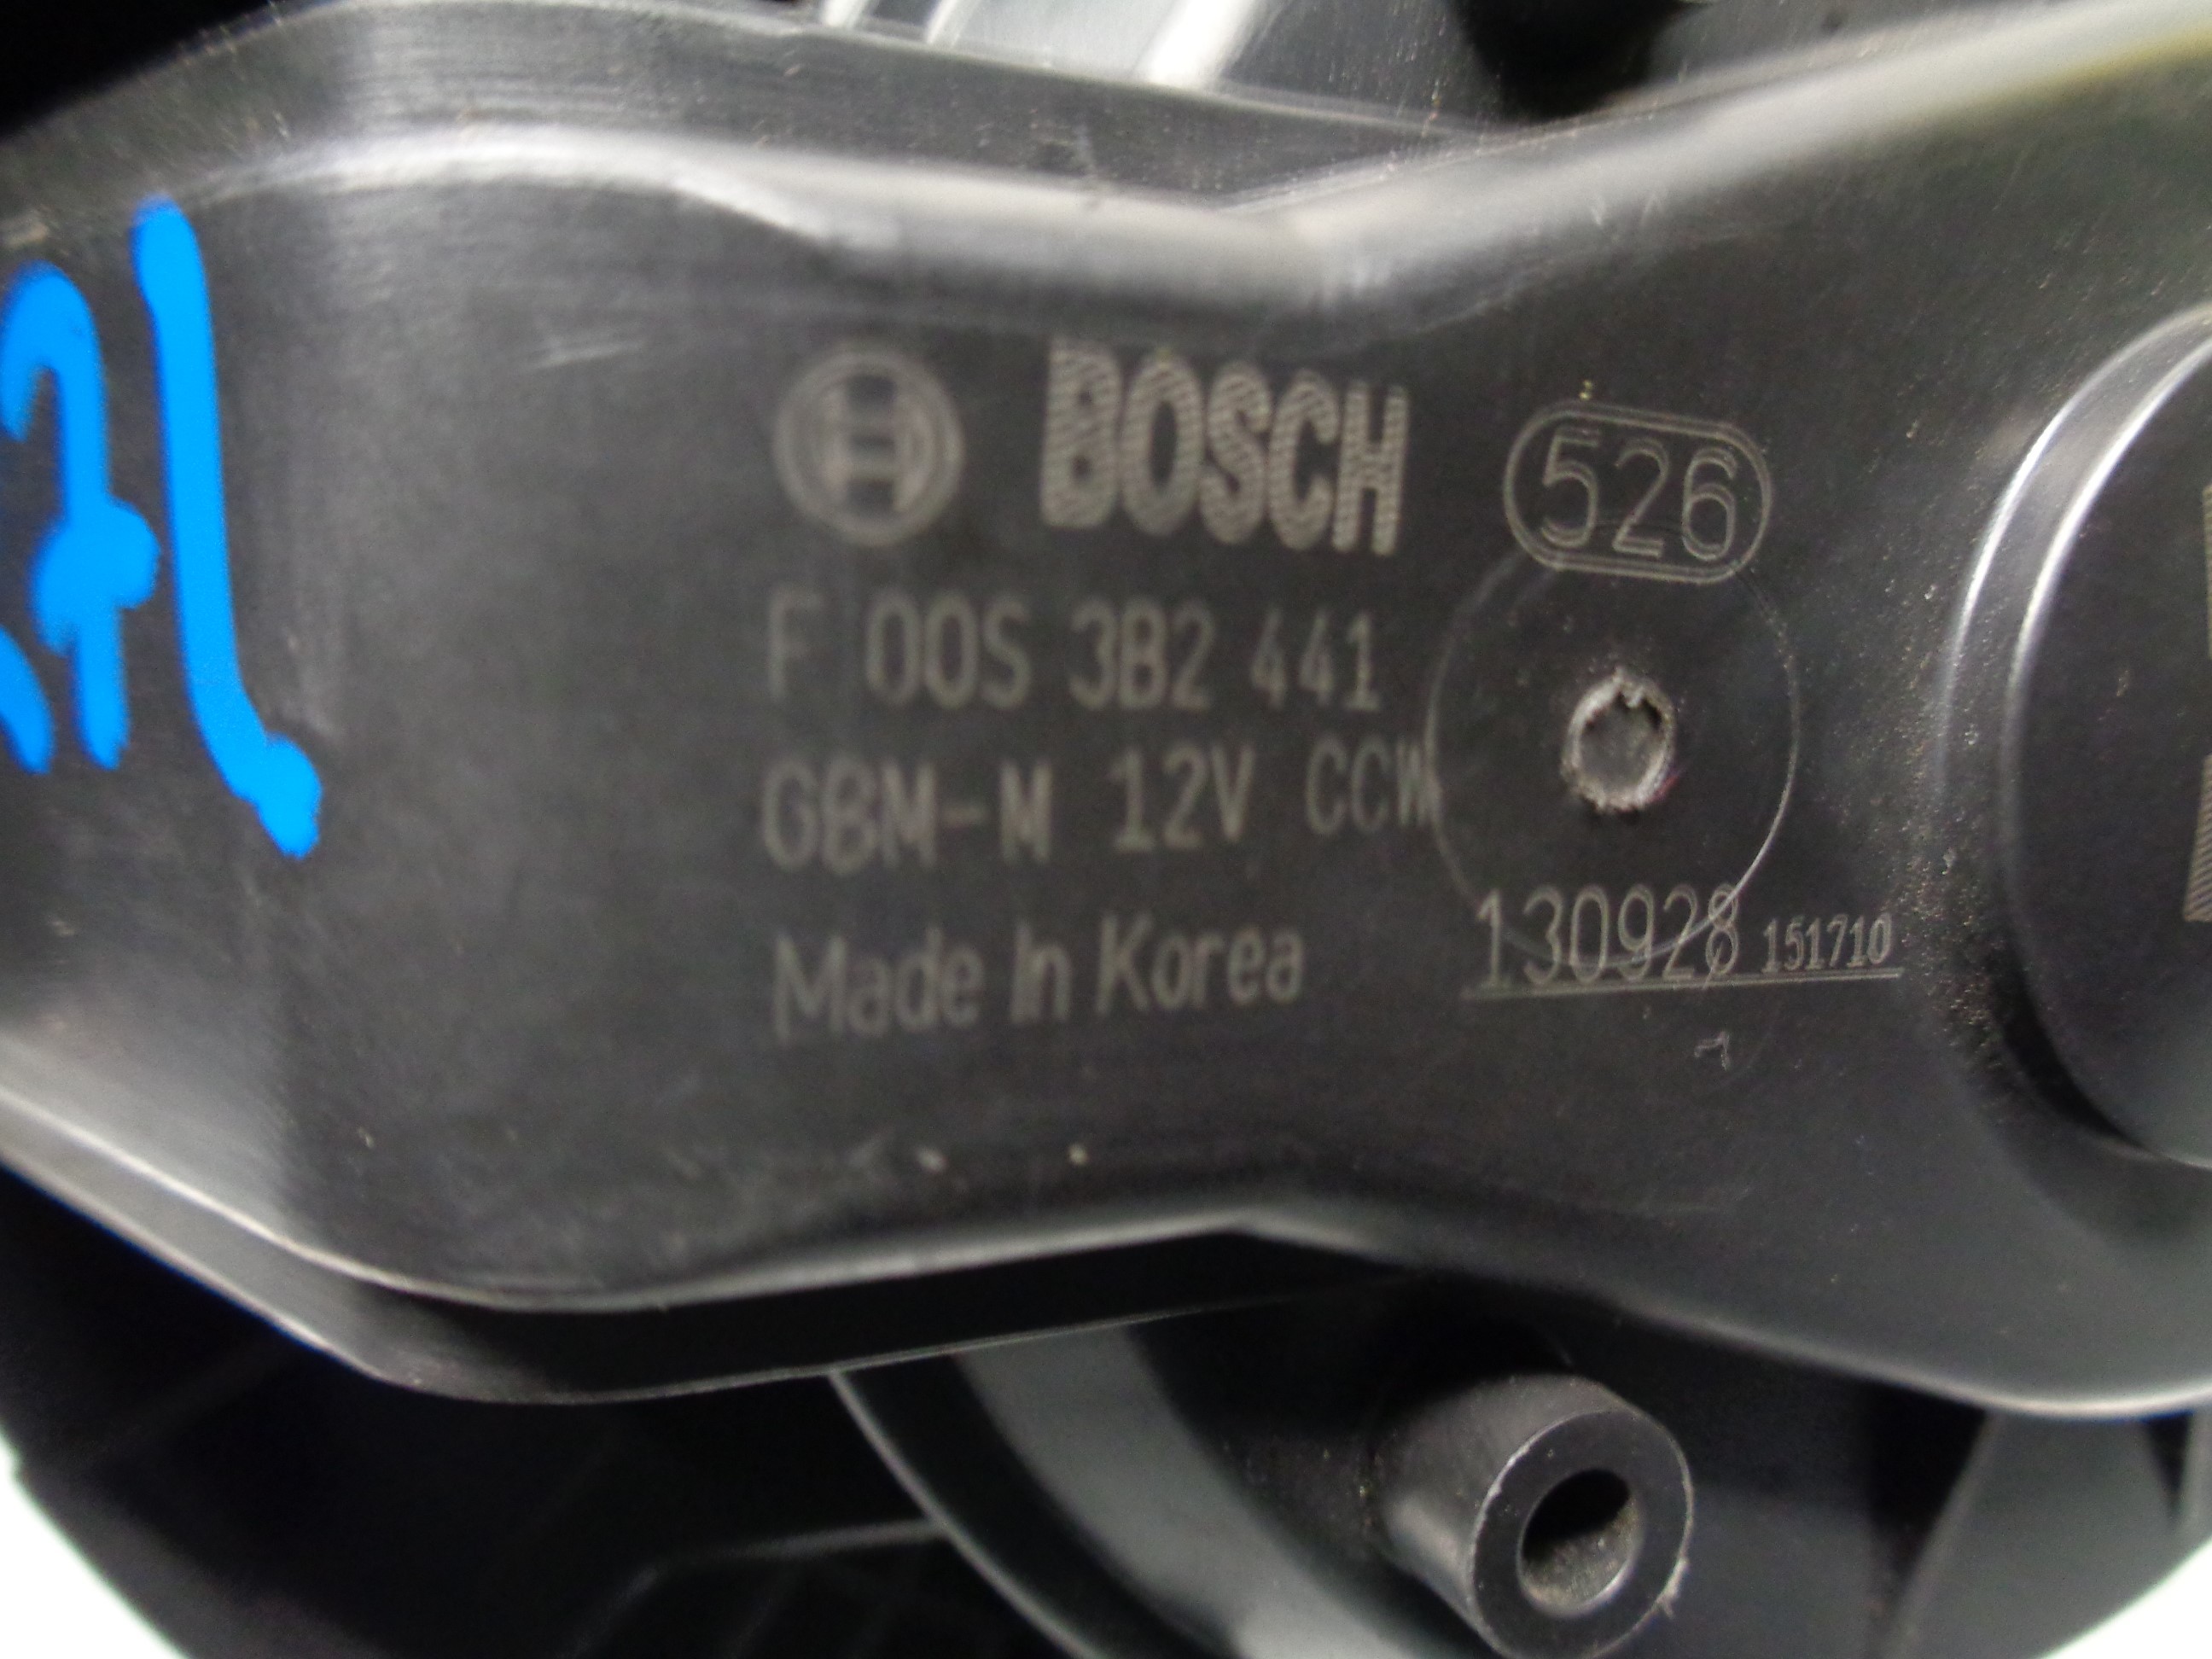 BOSCH 526
F 00S 3B2 441
GBM-M 12V CCW
Made In Korea
130928 151710